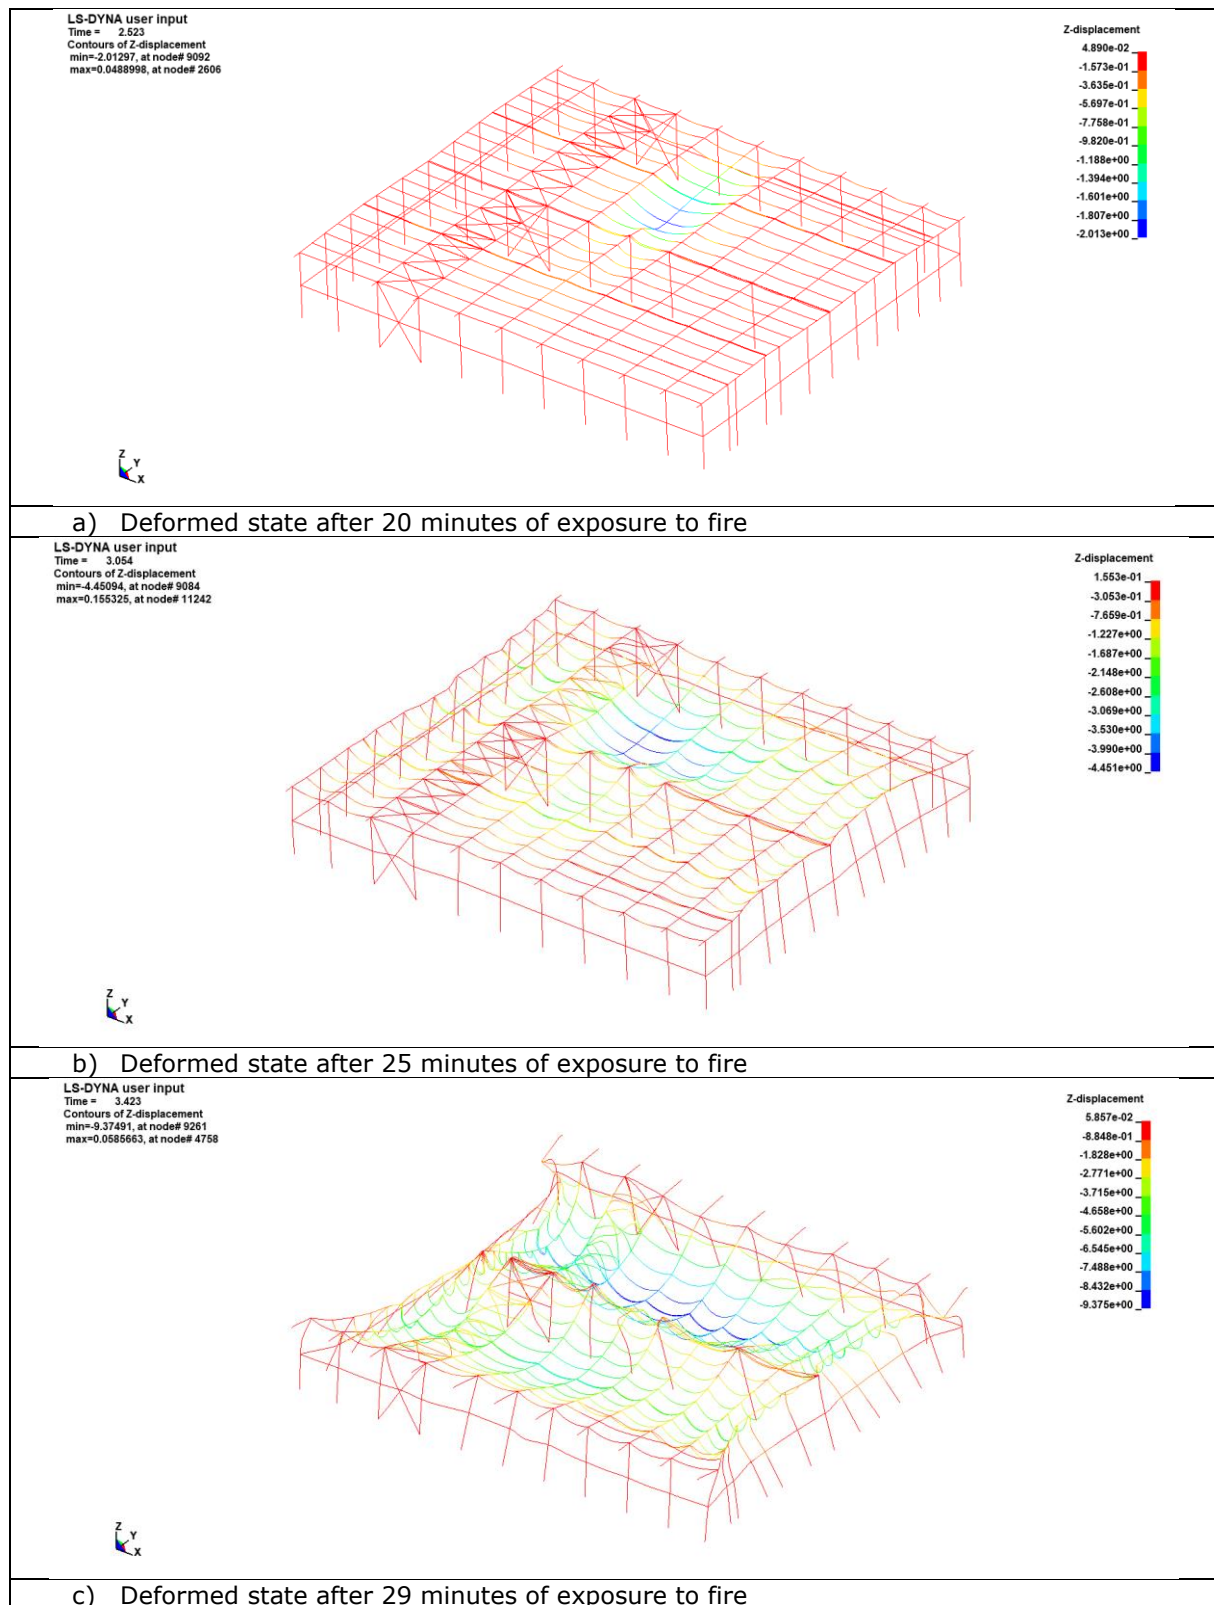 LS-DYNA user input
Time = 2.523
Contours of Z-displacement
min=-2.01297, at node# 9092
max=0.0488998, at node# 2606
Z-displacement
4.890e-02
-1.573e-01
-3.635e-01
-5.697e-01
-7.758e-01
-9.820e-01
-1.188e+00
-1.394e+00
-1.601e+00
-1.807e+00
-2.013e+00
Z
Y
X
a) Deformed state after 20 minutes of exposure to fire
LS-DYNA user input
Time = 3.054
Contours of Z-displacement
min=-4.45094, at node# 9084
max=0.155325, at node# 11242
Z-displacement
1.553e-01
-3.053e-01
-7.659e-01
-1.227e+00
-1.687e+00
-2.148e+00
-2.608e+00
-3.069e+00
-3.530e+00
-3.990e+00
-4.451e+00
Z
Y
X
b) Deformed state after 25 minutes of exposure to fire
LS-DYNA user input
Time = 3.423
Contours of Z-displacement
min=-9.37491, at node# 9261
max=0.0585663, at node# 4758
Z-displacement
5.857e-02
-8.848e-01
-1.828e+00
-2.771e+00
-3.715e+00
-4.658e+00
-5.602e+00
-6.545e+00
-7.488e+00
-8.432e+00
-9.375e+00
Z
Y
X
c) Deformed state after 29 minutes of exposure to fire